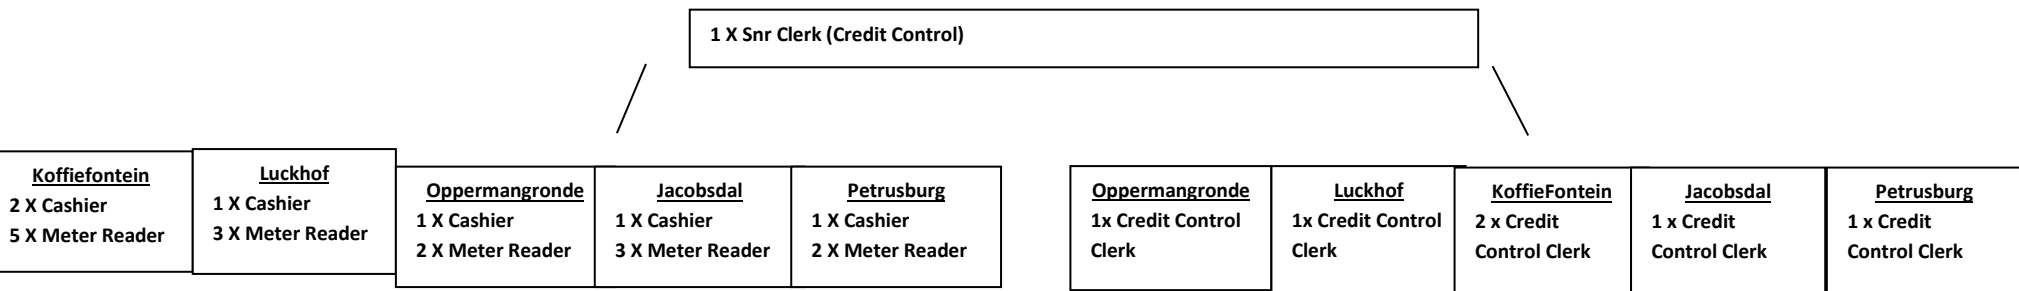 1 X Snr Clerk (Credit Control)
Koffiefontein
2 X Cashier
5 X Meter Reader
Luckhof
1 X Cashier
3 X Meter Reader
Oppermangronde
1 X Cashier
2 X Meter Reader
Jacobsdal
1 X Cashier
3 X Meter Reader
Petrusburg
1 X Cashier
2 X Meter Reader
Oppermangronde
1x Credit Control
Clerk
Luckhof
1x Credit Control
Clerk
KoffieFontein
2 x Credit
Control Clerk
Jacobsdal
1 x Credit
Control Clerk
Petrusburg
1 x Credit
Control Clerk